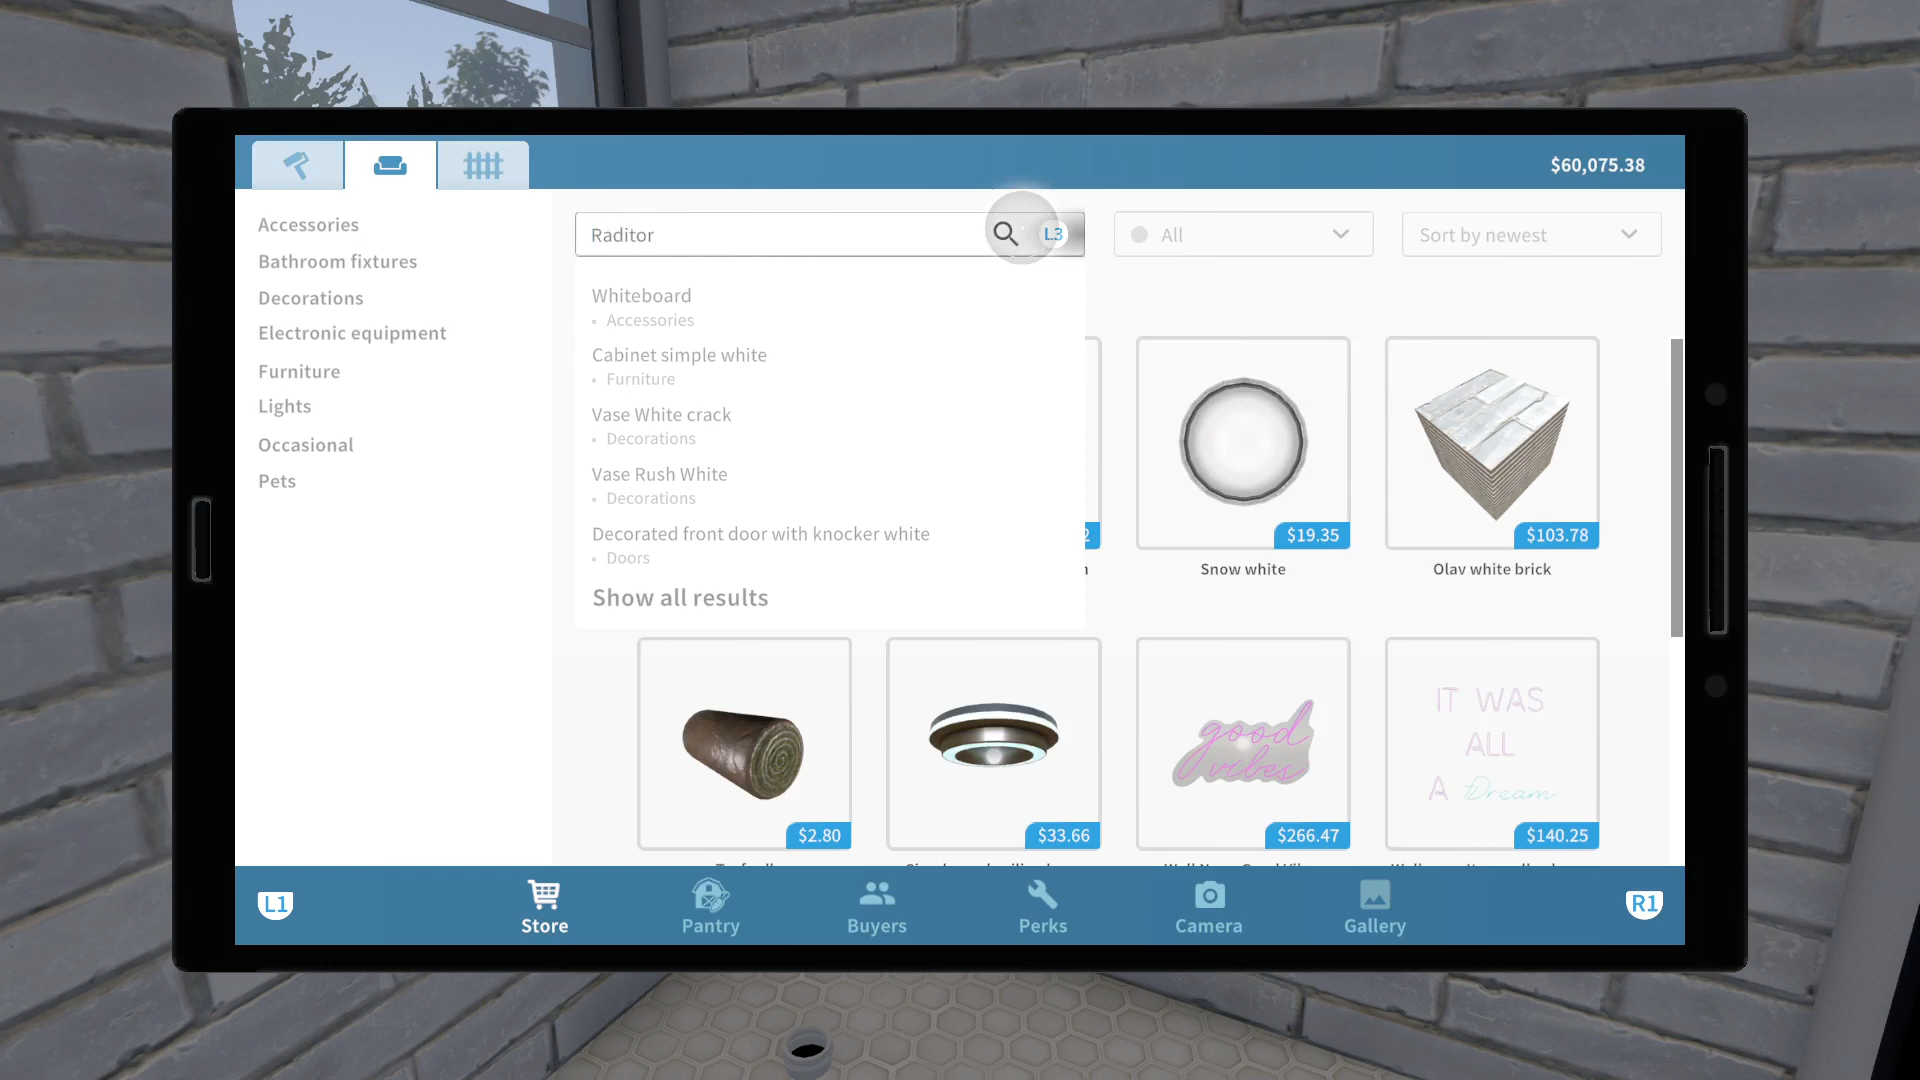 $60,075.38
Accessories
Bathroom fixtures
Decorations
Electronic equipment
Furniture
Lights
Occasional
Pets
Raditor
L3
All
Sort by newest
Whiteboard
Accessories
Cabinet simple white
Furniture
Vase White crack
Decorations
Vase Rush White
Decorations
Decorated front door with knocker white
Doors
Show all results
$19.35
$103.78
Snow white
Olav white brick
good
vibes
IT WAS
ALL
A Dream
$2.80
$33.66
$266.47
$140.25
L1
Store
Pantry
Buyers
Perks
Camera
Gallery
R1